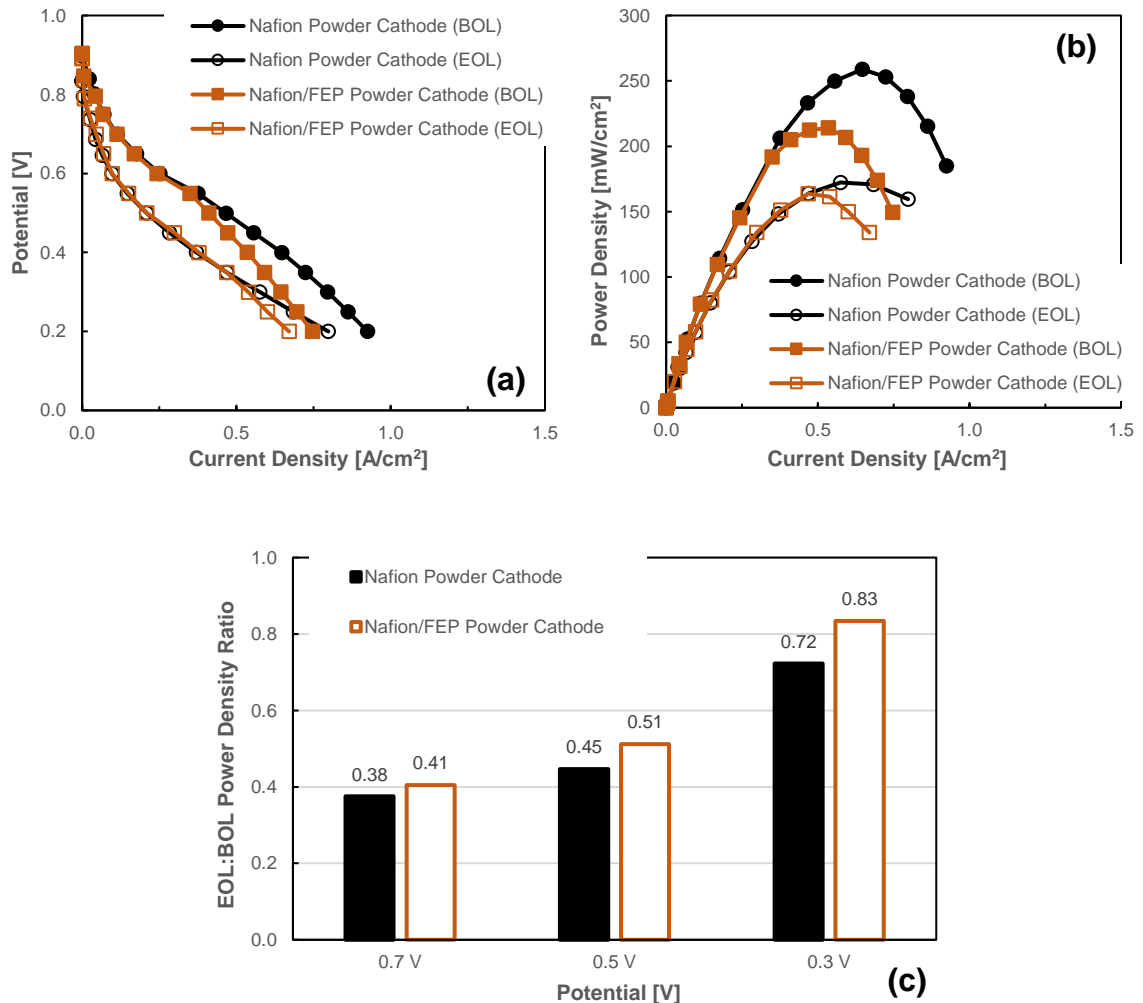 1.0
0.8
0.6
0.4
0.2
0.0
Potential [V]
Nafion Powder Cathode (BOL)
Nafion Powder Cathode (EOL)
Nafion/FEP Powder Cathode (BOL)
Nafion/FEP Powder Cathode (EOL)
(a)
0.0 0.5 1.0 1.5
Current Density [A/cm²]
300
250
200
150
100
50
0
Power Density [mW/cm²]
(b)
Nafion Powder Cathode (BOL)
Nafion Powder Cathode (EOL)
Nafion/FEP Powder Cathode (BOL)
Nafion/FEP Powder Cathode (EOL)
0.0 0.5 1.0 1.5
Current Density [A/cm²]
1.0
0.8
0.6
0.4
0.2
0.0
EOL:BOL Power Density Ratio
Nafion Powder Cathode
Nafion/FEP Powder Cathode
0.38 0.41
0.45 0.51
0.72 0.83
0.7 V 0.5 V 0.3 V
Potential [V]
(c)